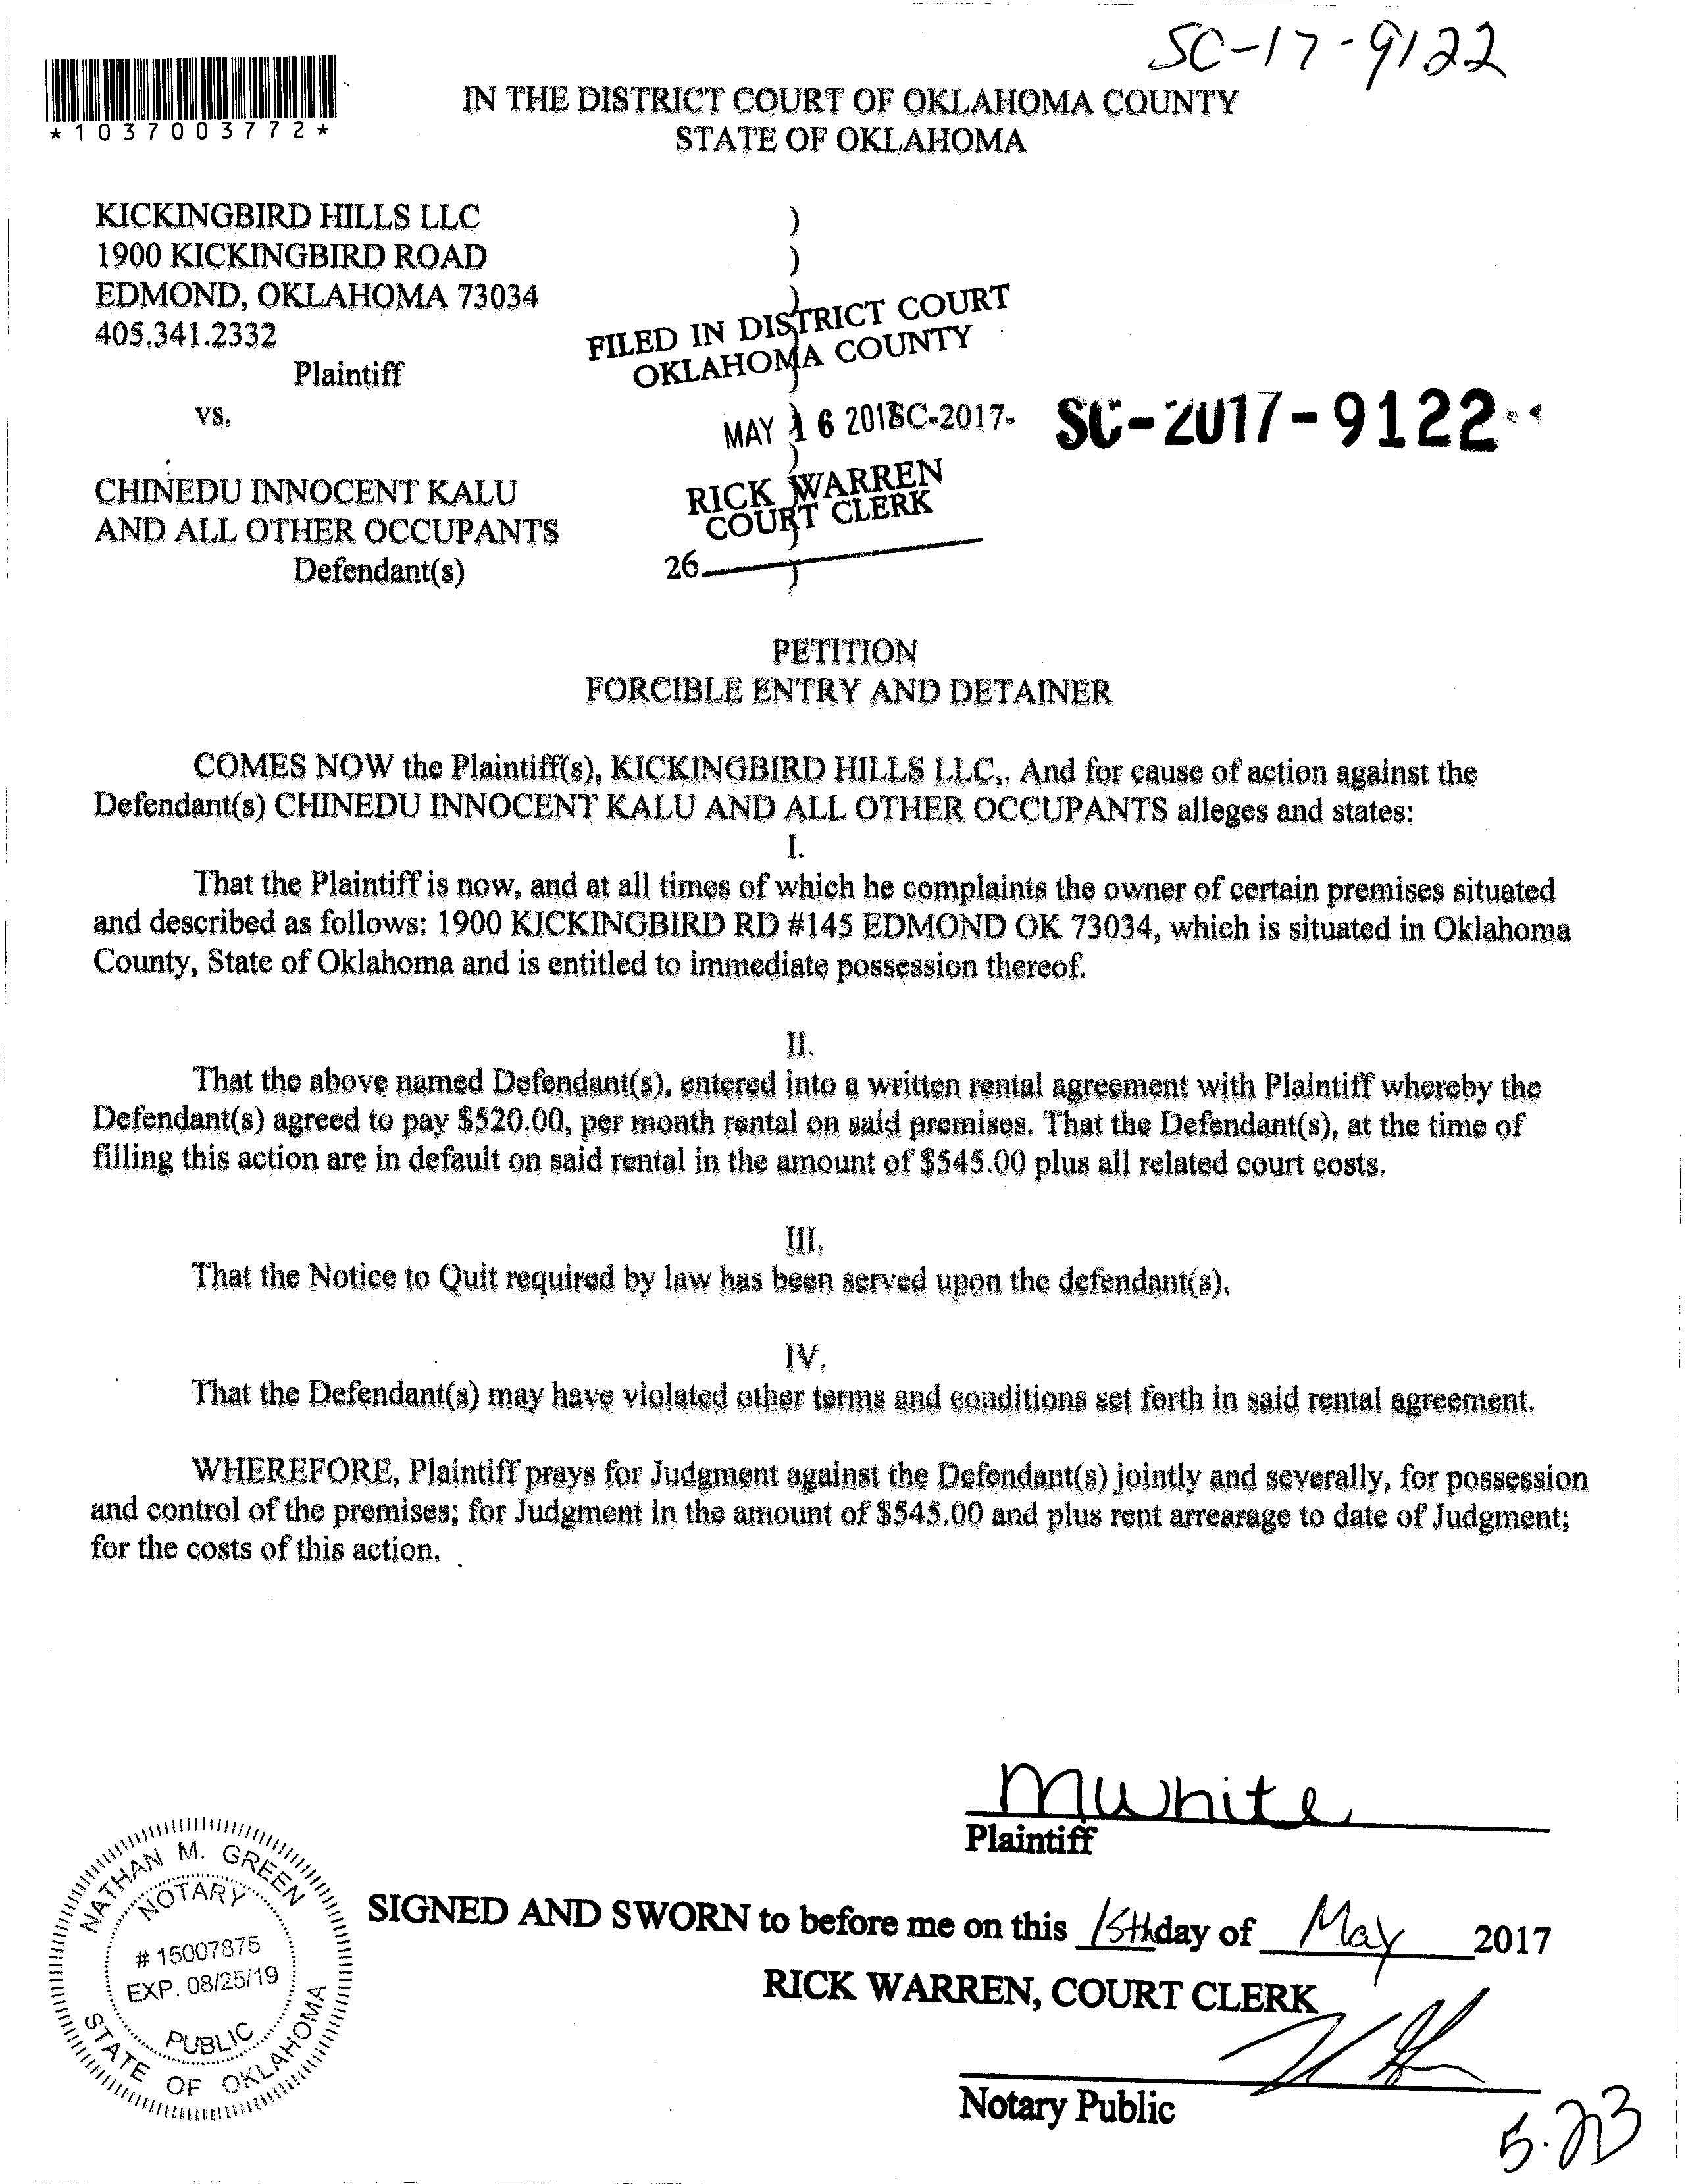 SC-17-9122
*1037003772*
IN THE DISTRICT COURT OF OKLAHOMA COUNTY
STATE OF OKLAHOMA
KICKINGBIRD HILLS LLC )
1900 KICKINGBIRD ROAD )
EDMOND, OKLAHOMA 73034 )
405.341.2332
FILED IN DISTRICT COURT
OKLAHOMA COUNTY
Plaintiff )
vs.
MAY 16 201 SC-2017- SC-2017-9122
)
CHINEDU INNOCENT KALU
RICK WARREN
AND ALL OTHER OCCUPANTS
COURT CLERK
Defendant(s) )
26
PETITION
FORCIBLE ENTRY AND DETAINER
COMES NOW the Plaintiff(s), KICKINGBIRD HILLS LLC,. And for cause of action against the
Defendant(s) CHINEDU INNOCENT KALU AND ALL OTHER OCCUPANTS alleges and states:
I.
That the Plaintiff is now, and at all times of which he complaints the owner of certain premises situated
and described as follows: 1900 KICKINGBIRD RD #145 EDMOND OK 73034, which is situated in Oklahoma
County, State of Oklahoma and is entitled to immediate possession thereof.
II.
That the above named Defendant(s), entered into a written rental agreement with Plaintiff whereby the
Defendant(s) agreed to pay $520.00, per month rental on said premises. That the Defendant(s), at the time of
filling this action are in default on said rental in the amount of $545.00 plus all related court costs.
III.
That the Notice to Quit required by law has been served upon the defendant(s).
IV.
That the Defendant(s) may have violated other terms and conditions set forth in said rental agreement.
WHEREFORE, Plaintiff prays for Judgment against the Defendant(s) jointly and severally, for possession
and control of the premises; for Judgment in the amount of $545.00 and plus rent arrearage to date of Judgment;
for the costs of this action.
MWhite
Plaintiff
NATHAN M. GREEN
NOTARY
# 15007875
EXP. 08/25/19
PUBLIC
STATE OF OKLAHOMA
SIGNED AND SWORN to before me on this 15th day of May 2017
RICK WARREN, COURT CLERK
Notary Public
5.23